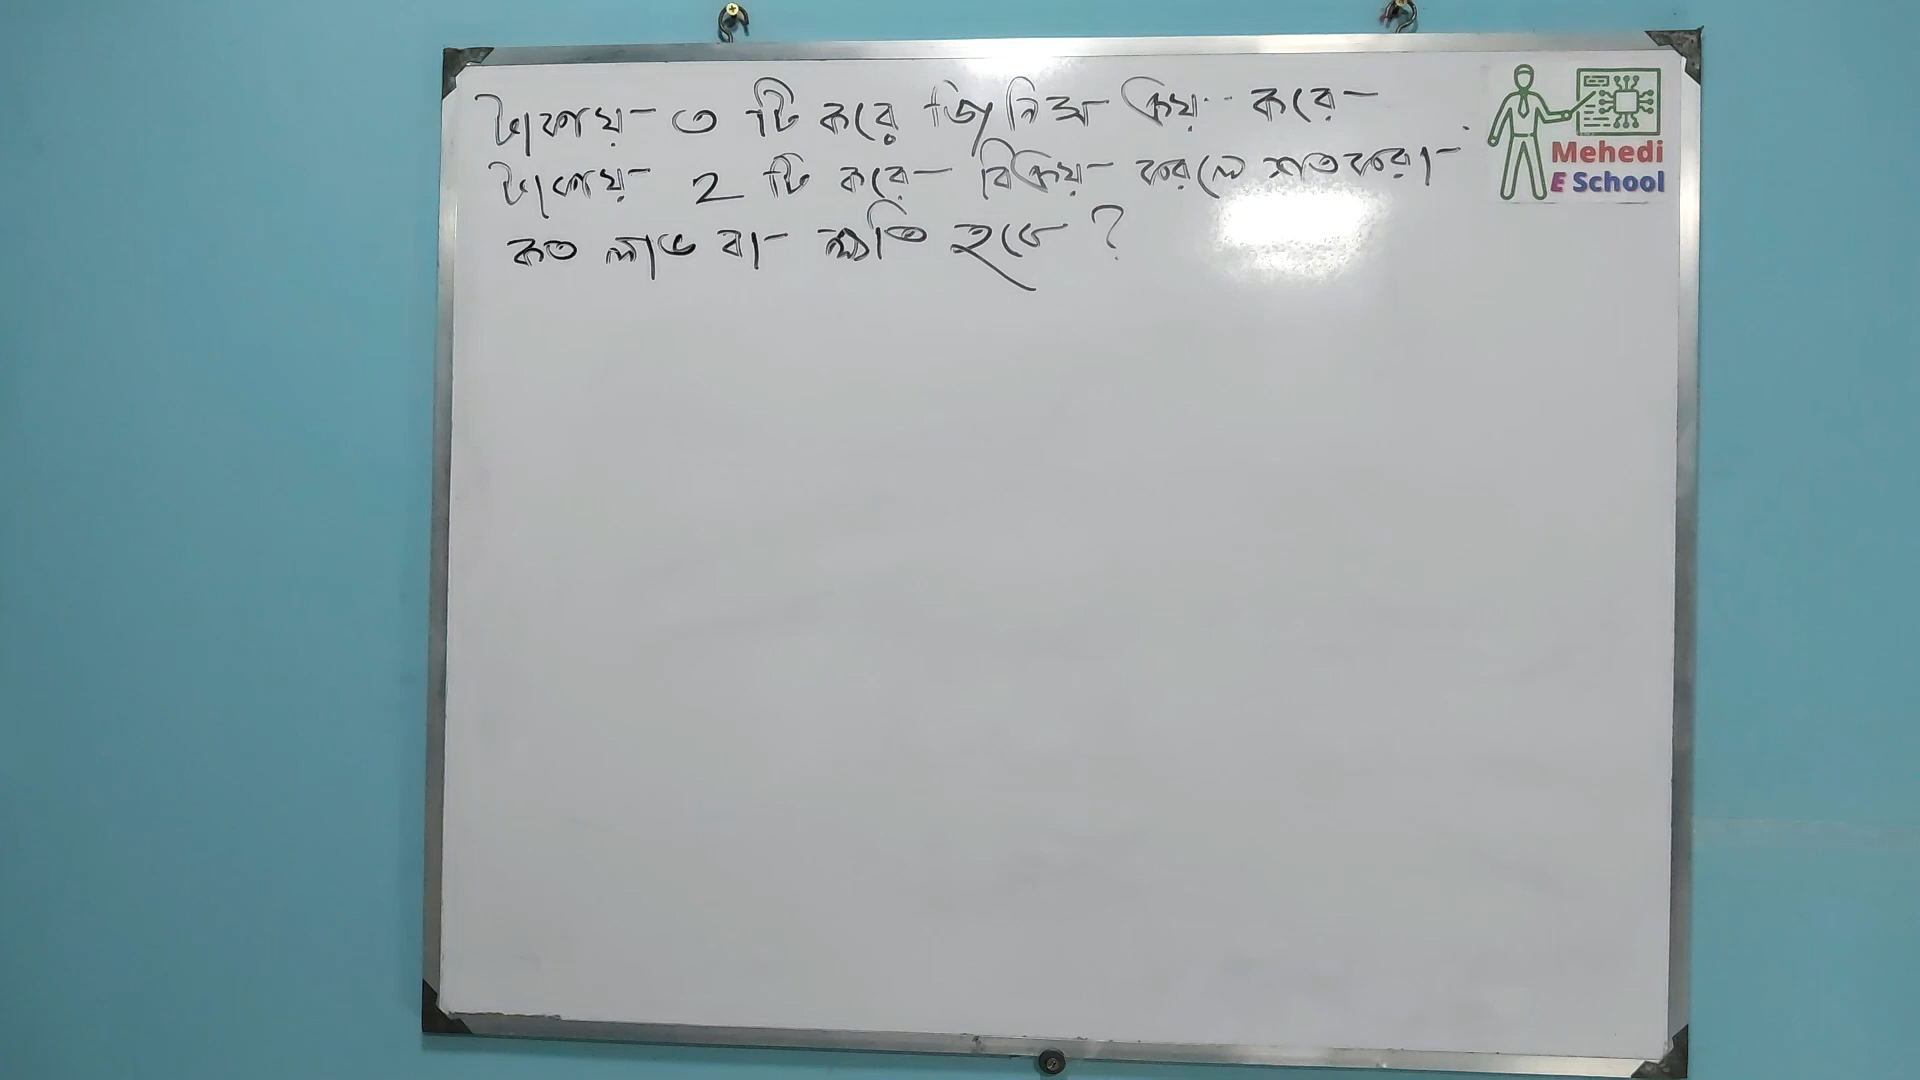 টাকায় ৩ টি করে জিনিস ক্রয় করে
টাকায় 2 টি করে বিক্রয় করলে শতকরা
কত লাভ বা ক্ষতি হবে ?
Mehedi
E School